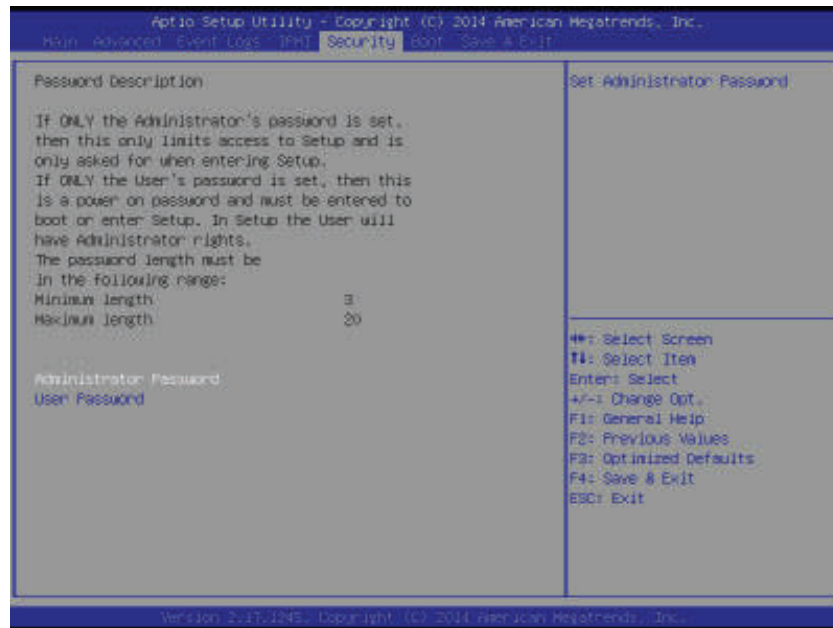 Aptio Setup Utility - Copyright (C) 2014 American Megatrends, Inc.
Main Advanced Event Logs IPMI Security Boot Save & Exit
Password Description
If ONLY the Administrator's password is set,
then this only limits access to Setup and is
only asked for when entering Setup.
If ONLY the User's password is set, then this
is a power on password and must be entered to
boot or enter Setup. In Setup the User will
have Administrator rights.
The password length must be
in the following range:
Minimum length 3
Maximum length 20
Administrator Password
User Password
Set Administrator Password
↔: Select Screen
↑↓: Select Item
Enter: Select
+/-: Change Opt.
F1: General Help
F2: Previous Values
F3: Optimized Defaults
F4: Save & Exit
ESC: Exit
Version 2.17.1245. Copyright (C) 2014 American Megatrends, Inc.